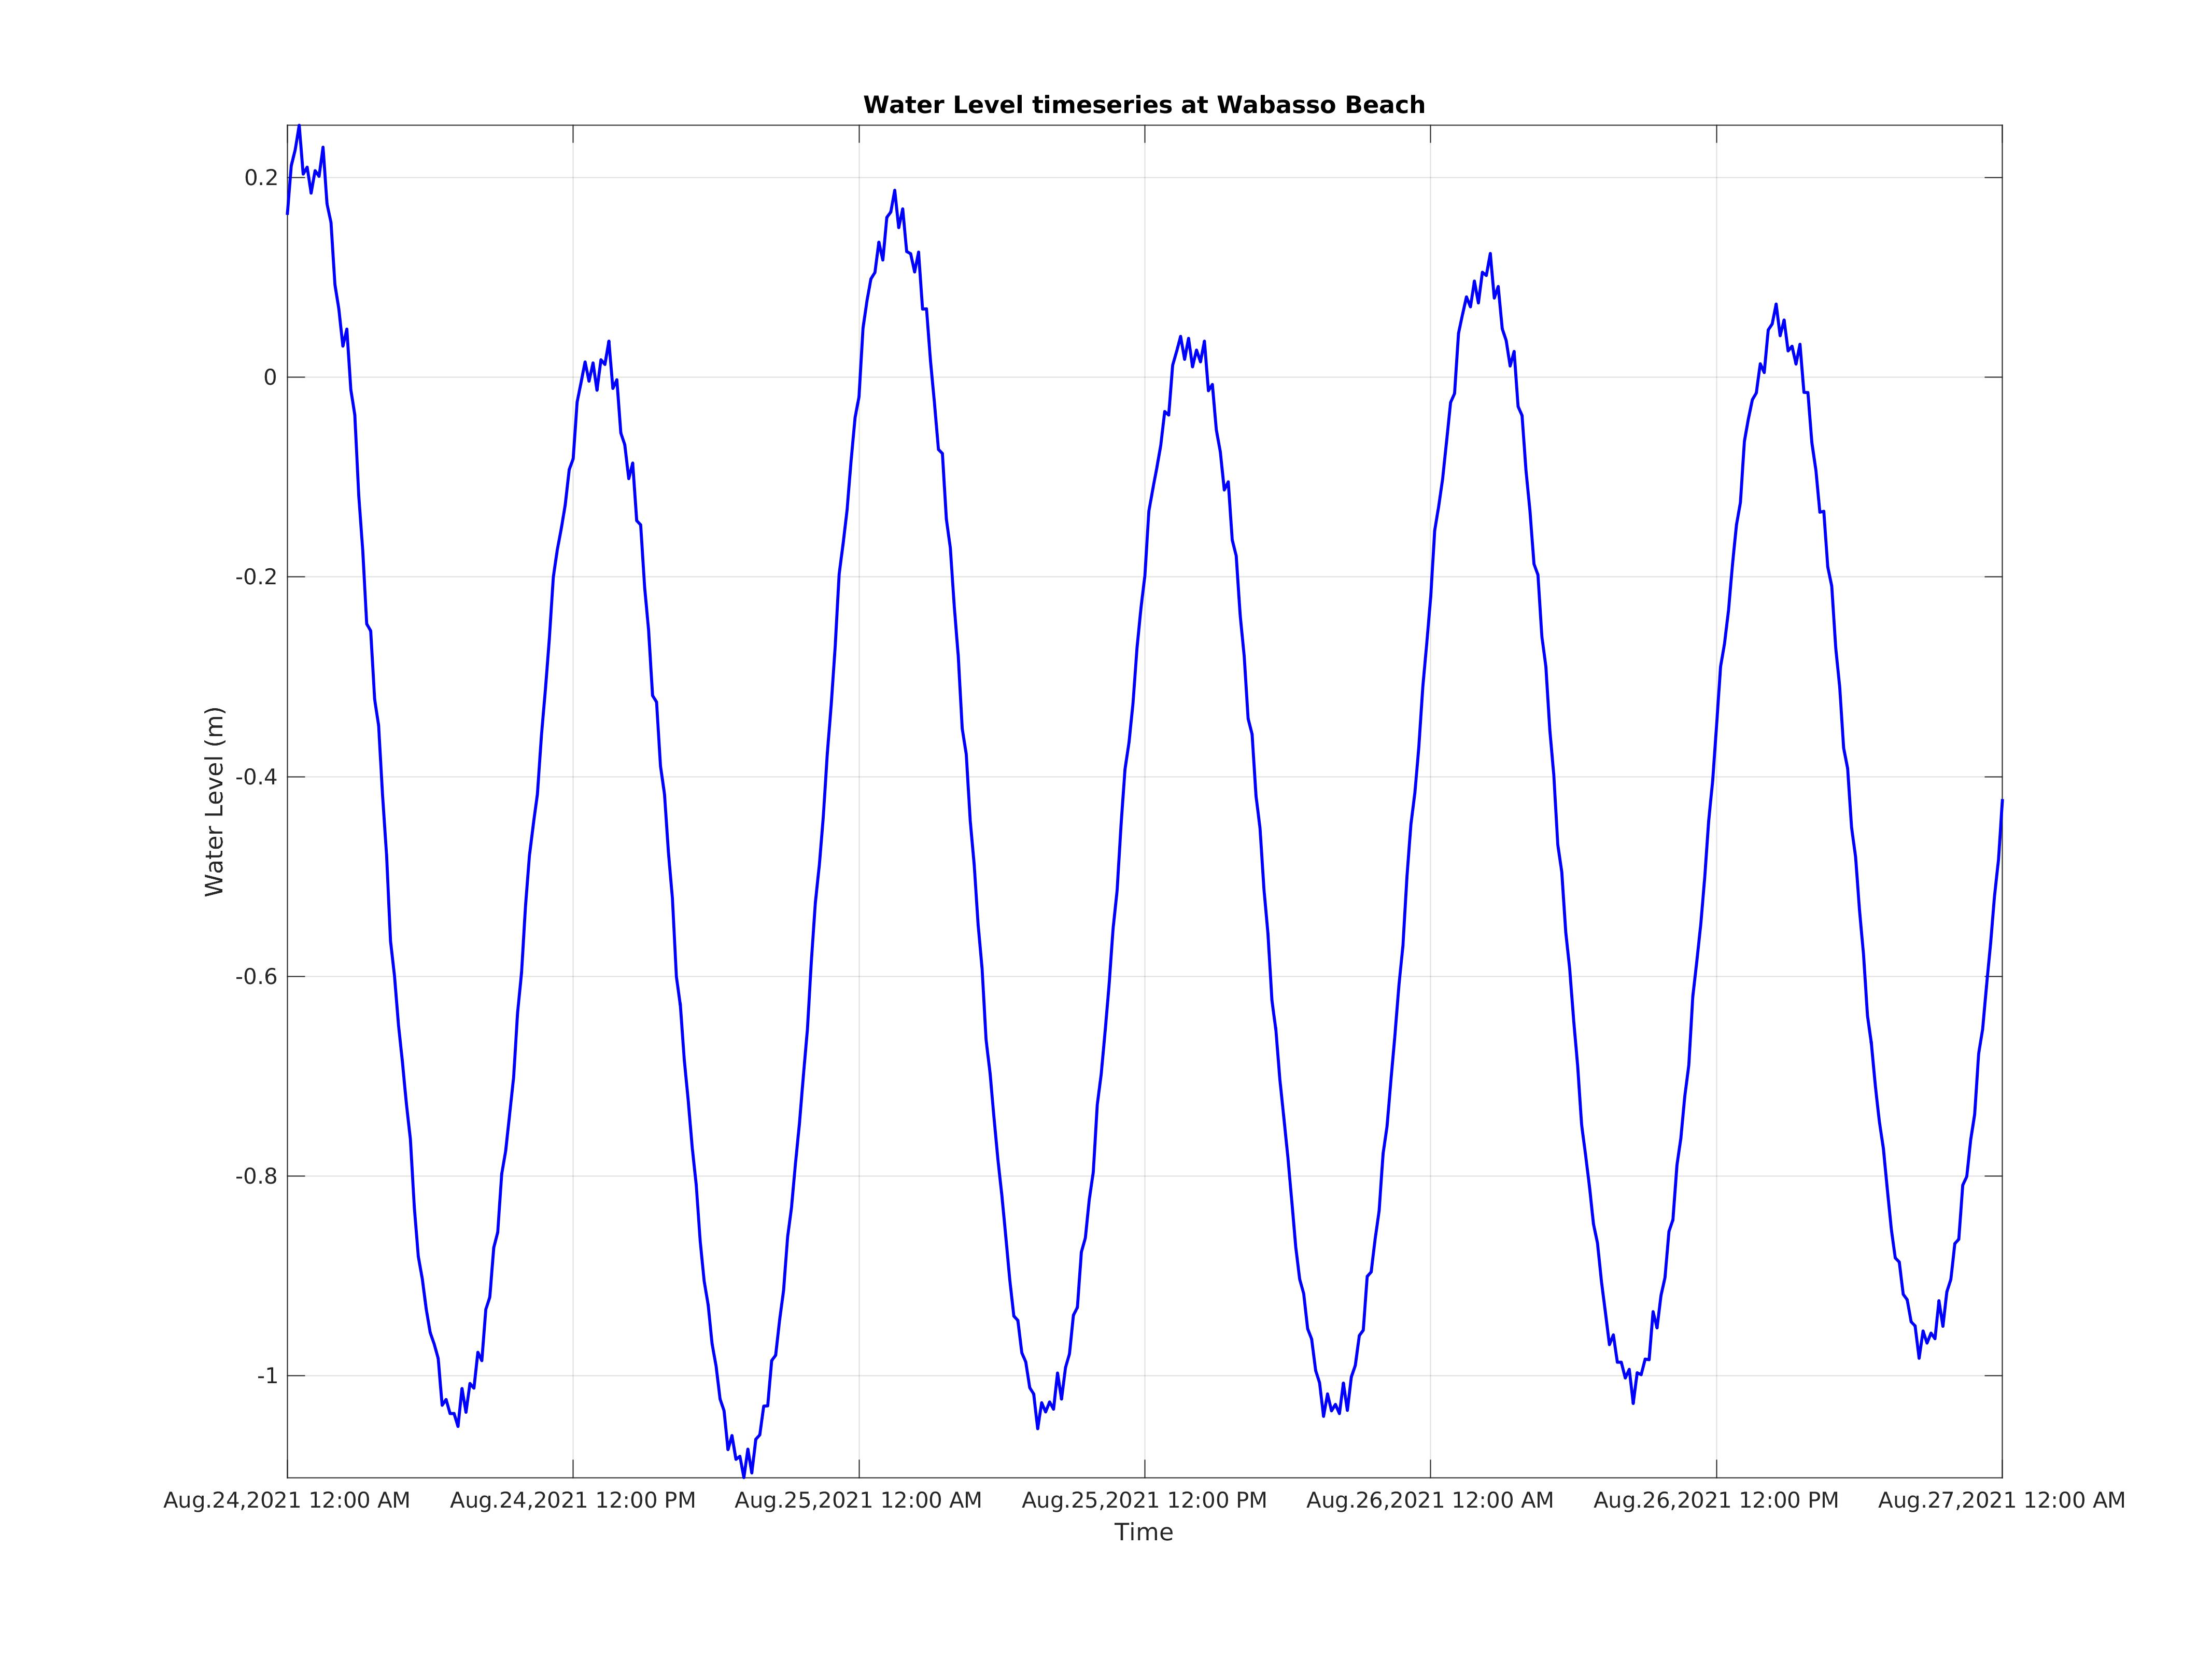 Water Level timeseries at Wabasso Beach
0.2
0
-0.2
-0.4
-0.6
-0.8
-1
Water Level (m)
Aug.24,2021 12:00 AM
Aug.24,2021 12:00 PM
Aug.25,2021 12:00 AM
Aug.25,2021 12:00 PM
Aug.26,2021 12:00 AM
Aug.26,2021 12:00 PM
Aug.27,2021 12:00 AM
Time